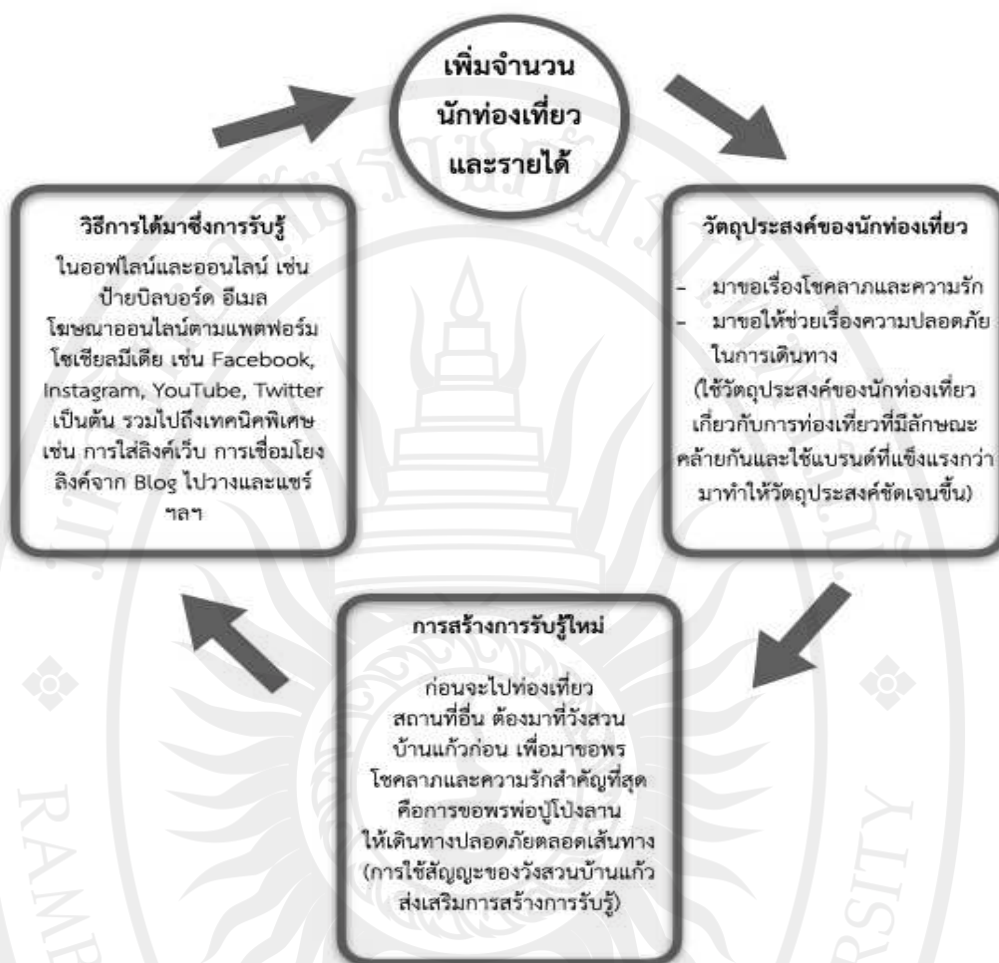 เพิ่มจำนวน
นักท่องเที่ยว
และรายได้
วิธีการได้มาซึ่งการรับรู้
ในออฟไลน์และออนไลน์ เช่น
ป้ายบิลบอร์ด อีเมล
โฆษณาออนไลน์ตามแพตฟอร์ม
โซเชียลมีเดีย เช่น Facebook,
Instagram, YouTube, Twitter
เป็นต้น รวมไปถึงเทคนิคพิเศษ
เช่น การใส่ลิงค์เว็บ การเชื่อมโยง
ลิงค์จาก Blog ไปวางและแชร์
ฯลฯ
วัตถุประสงค์ของนักท่องเที่ยว
- มาขอเรื่องโชคลาภและความรัก
- มาขอให้ช่วยเรื่องความปลอดภัย
ในการเดินทาง
(ใช้วัตถุประสงค์ของนักท่องเที่ยว
เกี่ยวกับการท่องเที่ยวที่มีลักษณะ
คล้ายกันและใช้แบรนด์ที่แข็งแรงกว่า
มาทำให้วัตถุประสงค์ชัดเจนขึ้น)
การสร้างการรับรู้ใหม่
ก่อนจะไปท่องเที่ยว
สถานที่อื่น ต้องมาที่วังสวน
บ้านแก้วก่อน เพื่อมาขอพร
โชคลาภและความรักสำคัญที่สุด
คือการขอพรพ่อปู่โป่งลาน
ให้เดินทางปลอดภัยตลอดเส้นทาง
(การใช้สัญญะของวังสวนบ้านแก้ว
ส่งเสริมการสร้างการรับรู้)